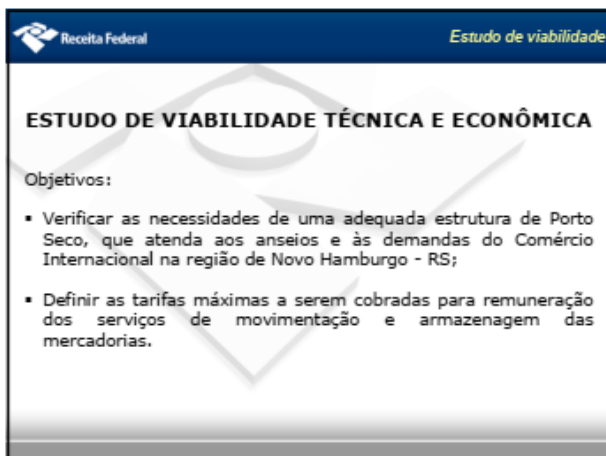 Receita Federal
Estudo de viabilidade
ESTUDO DE VIABILIDADE TÉCNICA E ECONÔMICA
Objetivos:
▪ Verificar as necessidades de uma adequada estrutura de Porto
Seco, que atenda aos anseios e às demandas do Comércio
Internacional na região de Novo Hamburgo - RS;
▪ Definir as tarifas máximas a serem cobradas para remuneração
dos serviços de movimentação e armazenagem das
mercadorias.